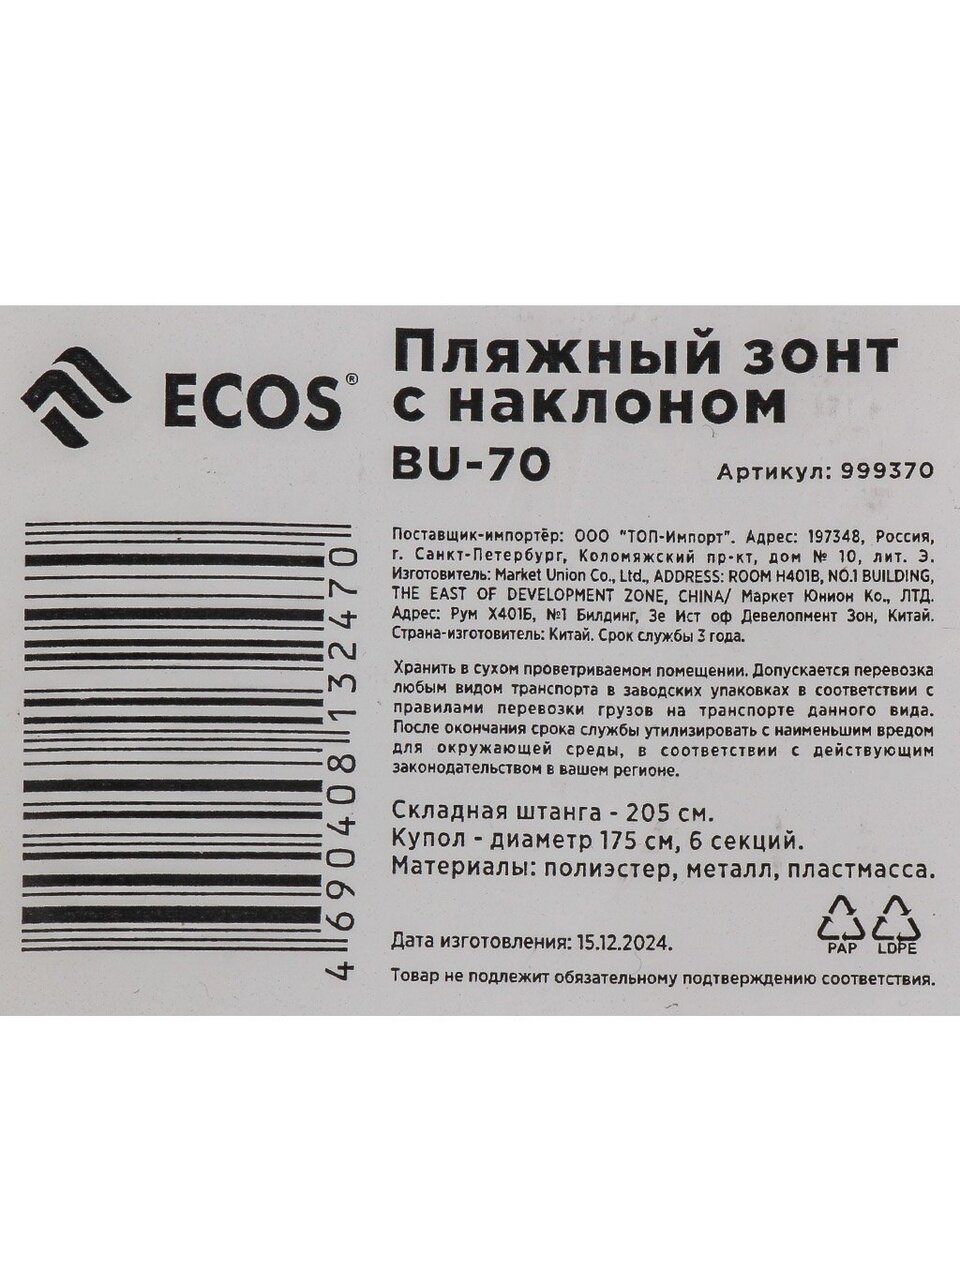 ECOS®
Пляжный зонт
с наклоном
BU-70
Артикул: 999370
Поставщик-импортёр: ООО "ТОП-Импорт". Адрес: 197348, Россия,
г. Санкт-Петербург, Коломяжский пр-кт, дом № 10, лит. Э.
Изготовитель: Market Union Co., Ltd., ADDRESS: ROOM H401B, NO.1 BUILDING,
THE EAST OF DEVELOPMENT ZONE, CHINA/ Маркет Юнион Ко., ЛТД.
Адрес: Рум Х401Б, №1 Билдинг, Зе Ист оф Девелопмент Зон, Китай.
Страна-изготовитель: Китай. Срок службы 3 года.
Хранить в сухом проветриваемом помещении. Допускается перевозка
любым видом транспорта в заводских упаковках в соответствии с
правилами перевозки грузов на транспорте данного вида.
После окончания срока службы утилизировать с наименьшим вредом
для окружающей среды, в соответствии с действующим
законодательством в вашем регионе.
Складная штанга - 205 см.
Купол - диаметр 175 см, 6 секций.
Материалы: полиэстер, металл, пластмасса.
PAP LDPE
Дата изготовления: 15.12.2024.
Товар не подлежит обязательному подтверждению соответствия.
4 690408 132470